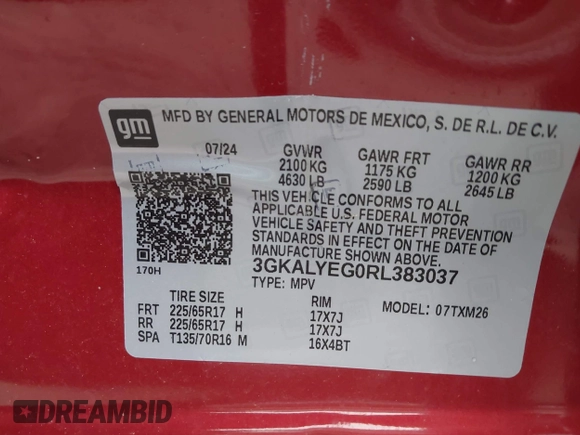 gm
MFD BY GENERAL MOTORS DE MEXICO, S. DE R.L. DE C.V.
07/24 GVWR GAWR FRT GAWR RR
2100 KG 1175 KG 1200 KG
4630 LB 2590 LB 2645 LB
THIS VEHICLE CONFORMS TO ALL
APPLICABLE U.S. FEDERAL MOTOR
VEHICLE SAFETY AND THEFT PREVENTION
STANDARDS IN EFFECT ON THE DATE OF
MANUFACTURE SHOWN ABOVE.
170H
3GKALYEG0RL383037
TYPE: MPV
TIRE SIZE RIM MODEL: 07TXM26
FRT 225/65R17 H 17X7J
RR 225/65R17 H 17X7J
SPA T135/70R16 M 16X4BT
DREAMBID